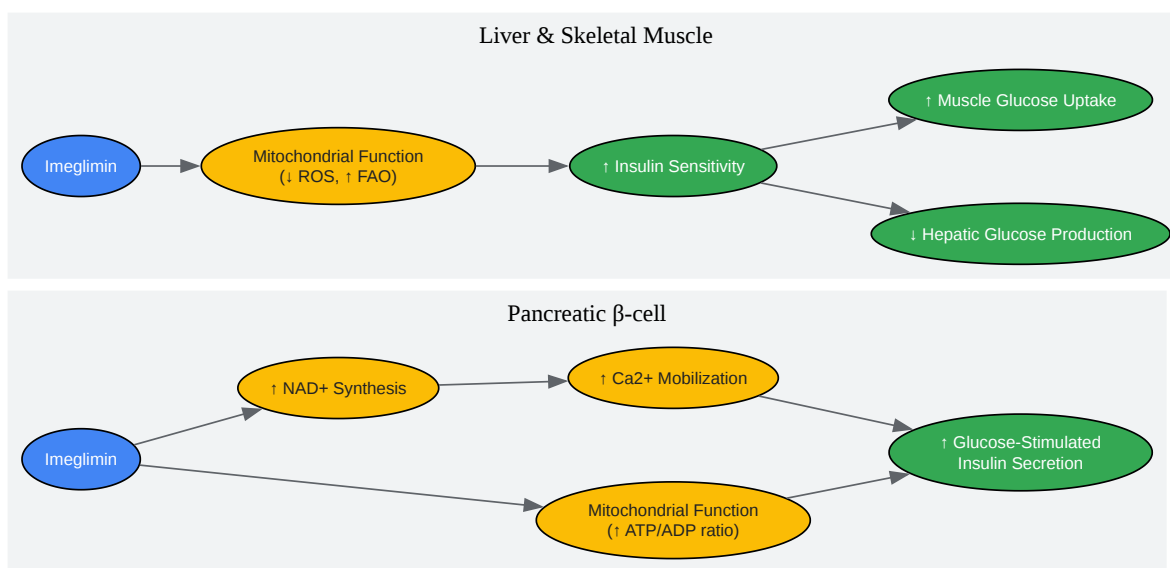 Liver & Skeletal Muscle
Imeglimin
Mitochondrial Function
(↓ ROS, ↑ FAO)
↑ Insulin Sensitivity
↑ Muscle Glucose Uptake
↓ Hepatic Glucose Production
Pancreatic β-cell
Imeglimin
↑ NAD+ Synthesis
↑ Ca2+ Mobilization
Mitochondrial Function
(↑ ATP/ADP ratio)
↑ Glucose-Stimulated
Insulin Secretion